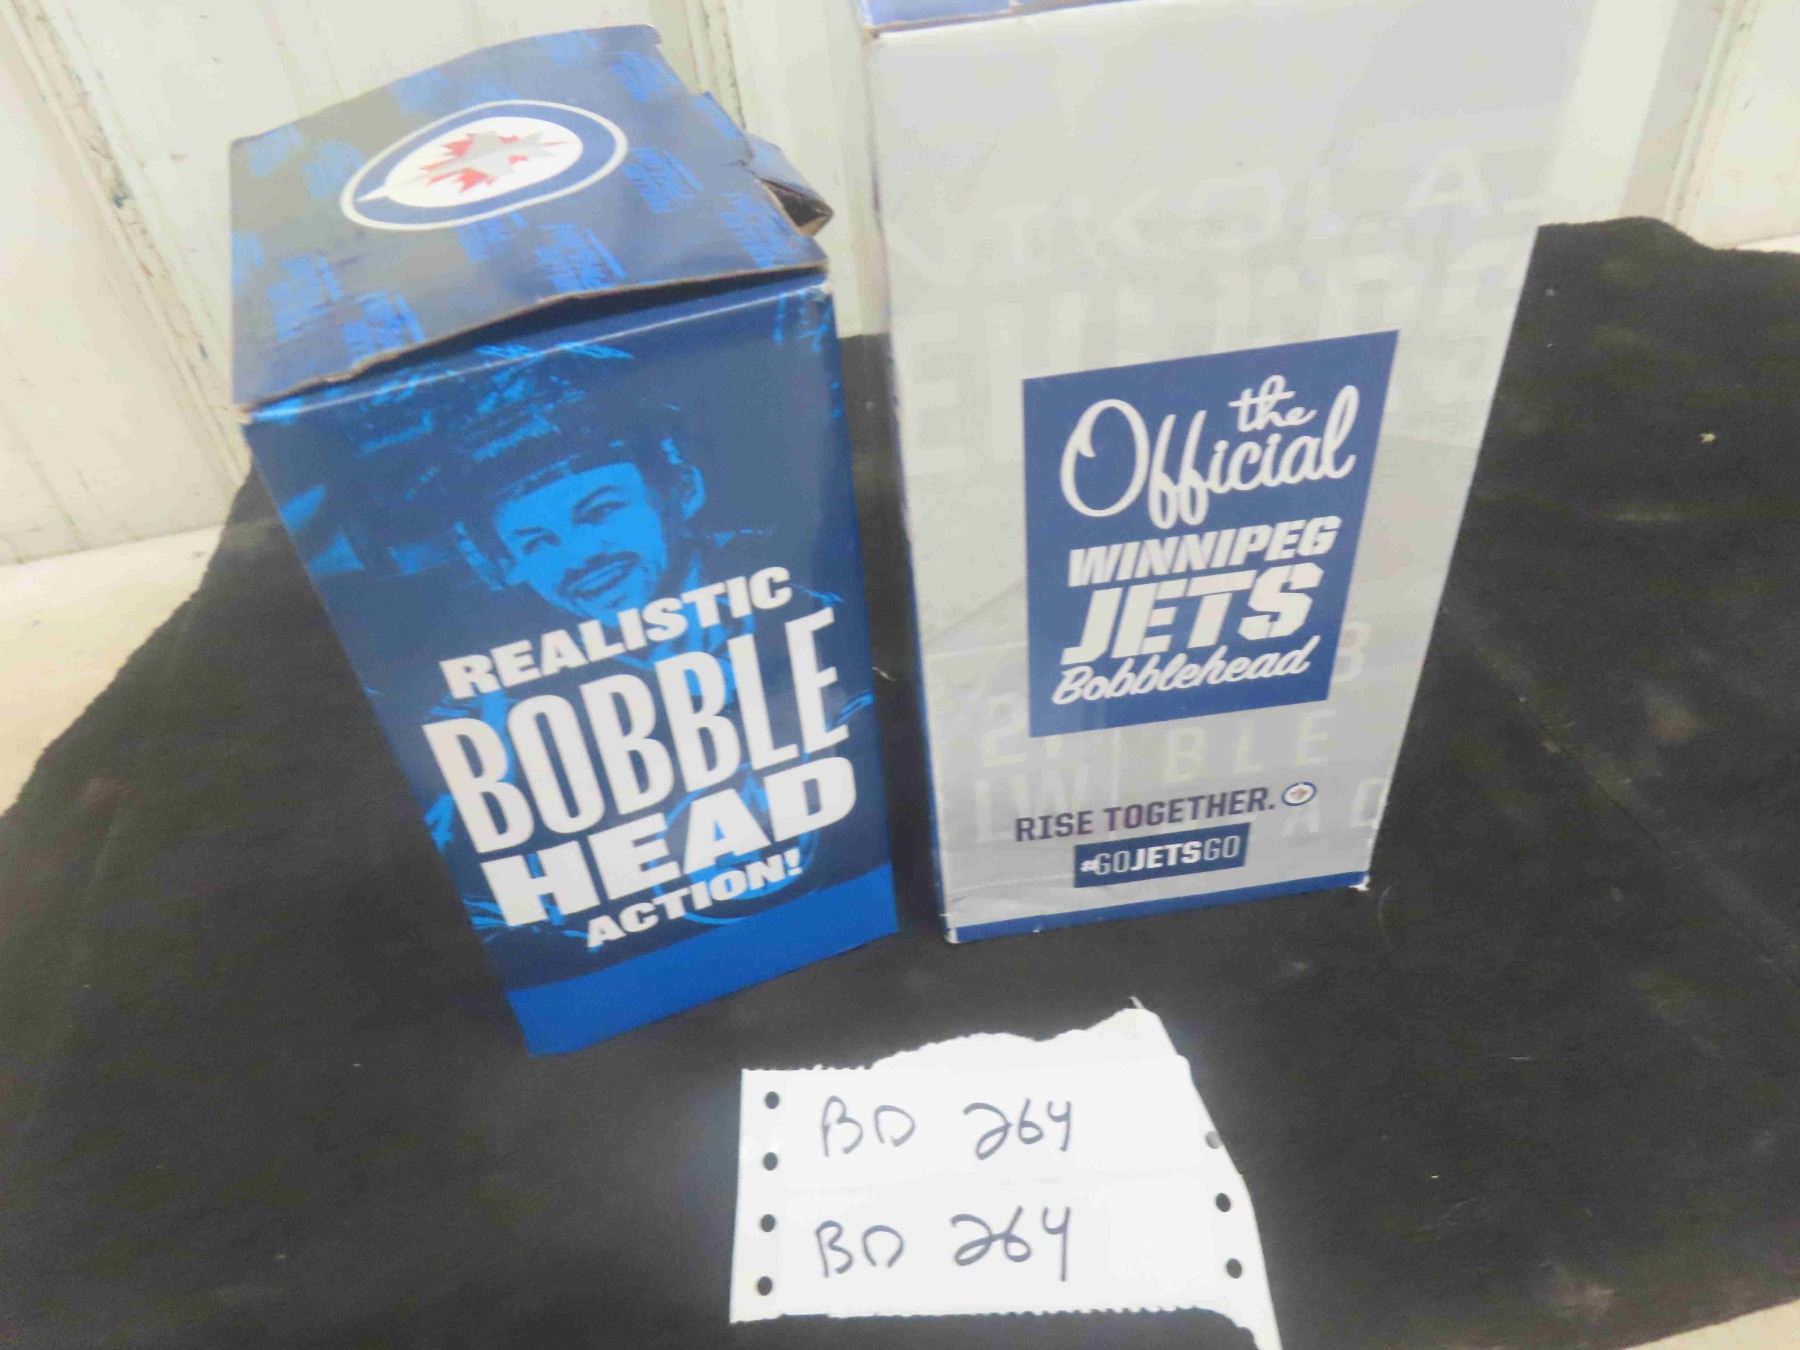 REALISTIC
BOBBLE
HEAD
ACTION!
the
Official
WINNIPEG
JETS
Bobblehead
RISE TOGETHER.
#GOJETSGO
BD 264
BD 264